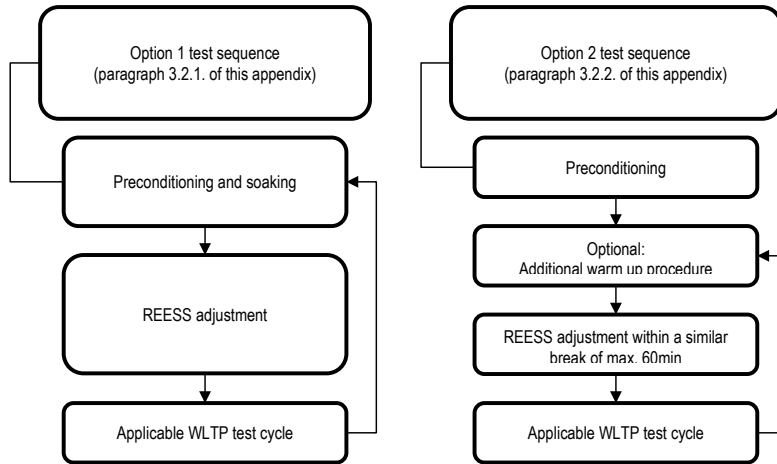 Option 1 test sequence
(paragraph 3.2.1. of this appendix)
Preconditioning and soaking
REESS adjustment
Applicable WLTP test cycle
Option 2 test sequence
(paragraph 3.2.2. of this appendix)
Preconditioning
Optional:
Additional warm up procedure
REESS adjustment within a similar
break of max. 60min
Applicable WLTP test cycle